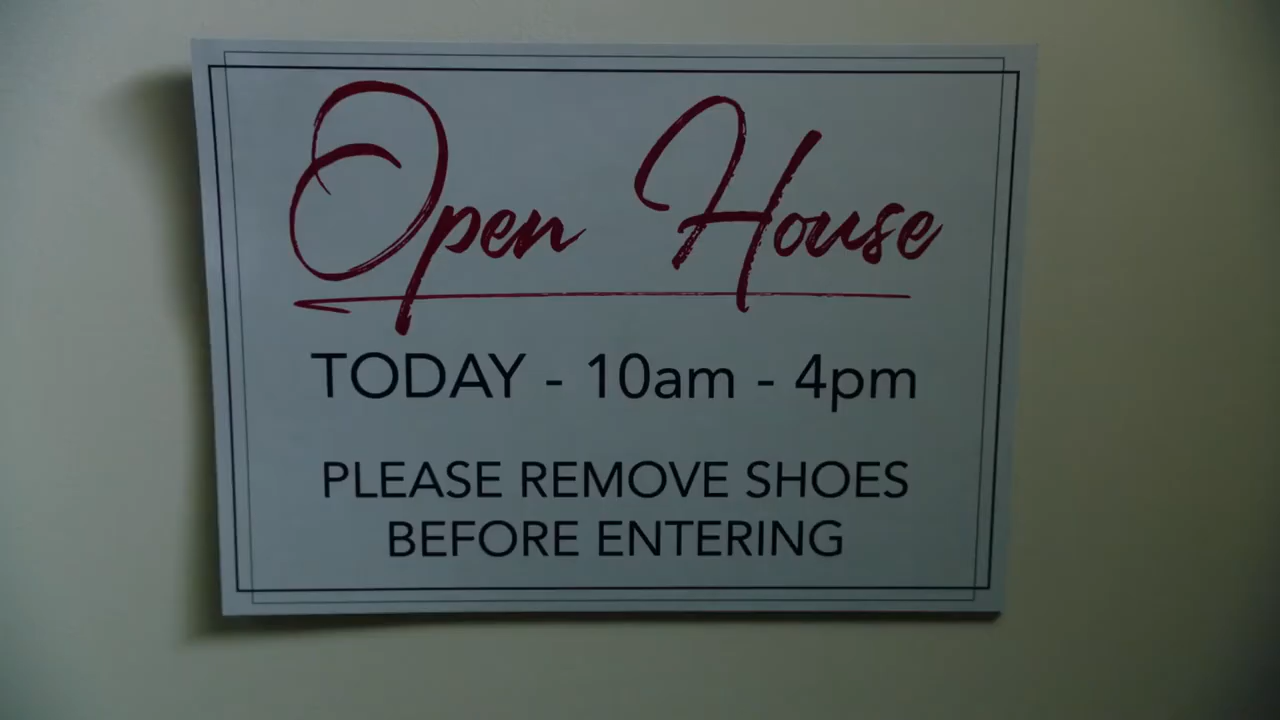 Open House
TODAY - 10am - 4pm
PLEASE REMOVE SHOES
BEFORE ENTERING